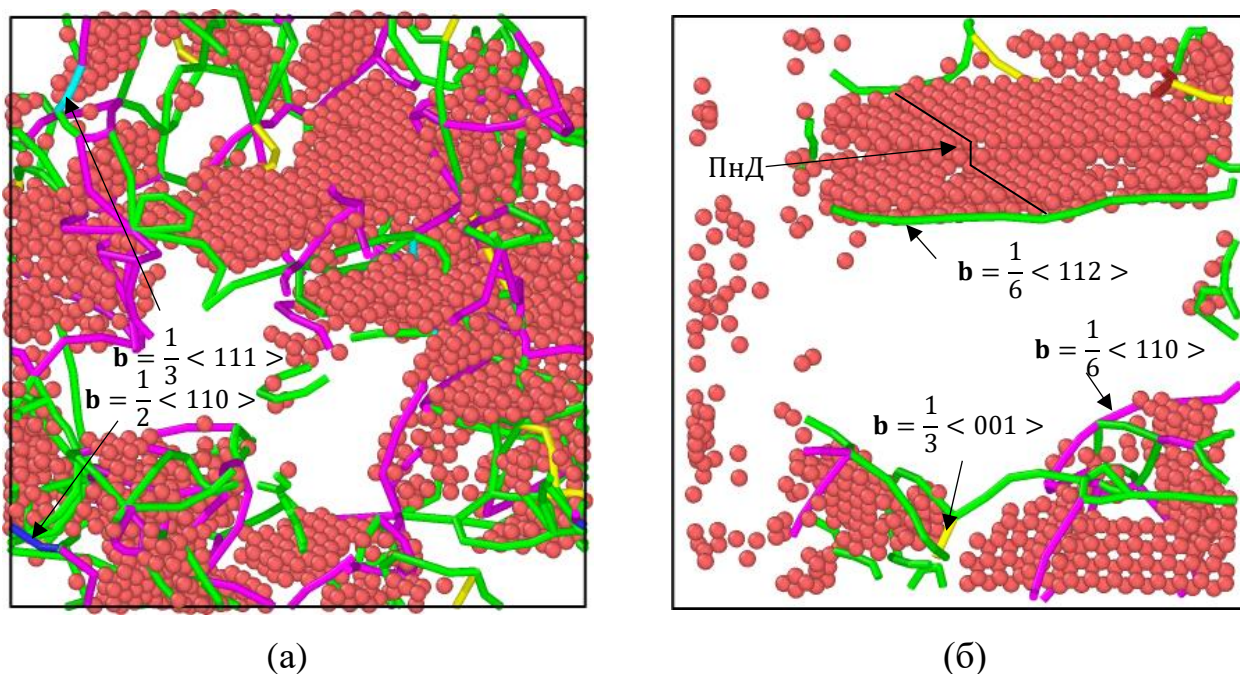 b = 1/3 < 111 >
b = 1/2 < 110 >
(а)
ПнД
b = 1/6 < 112 >
b = 1/6 < 110 >
b = 1/3 < 001 >
(б)